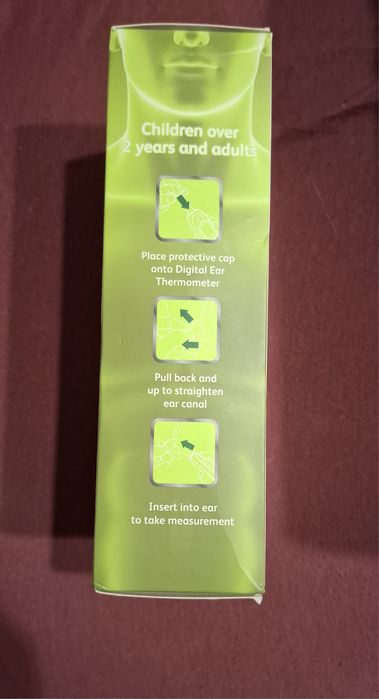 Children over
2 years and adults
Place protective cap
onto Digital Ear
Thermometer
Pull back and
up to straighten
ear canal
Insert into ear
to take measurement